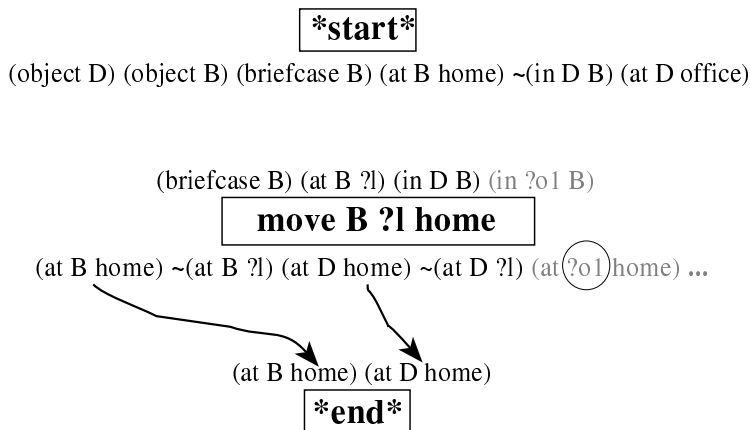 *start*
(object D) (object B) (briefcase B) (at B home) ~(in D B) (at D office)
(briefcase B) (at B ?l) (in D B) (in ?o1 B)
move B ?l home
(at B home) ~(at B ?l) (at D home) ~(at D ?l) (at ?o1 home) ...
(at B home) (at D home)
*end*